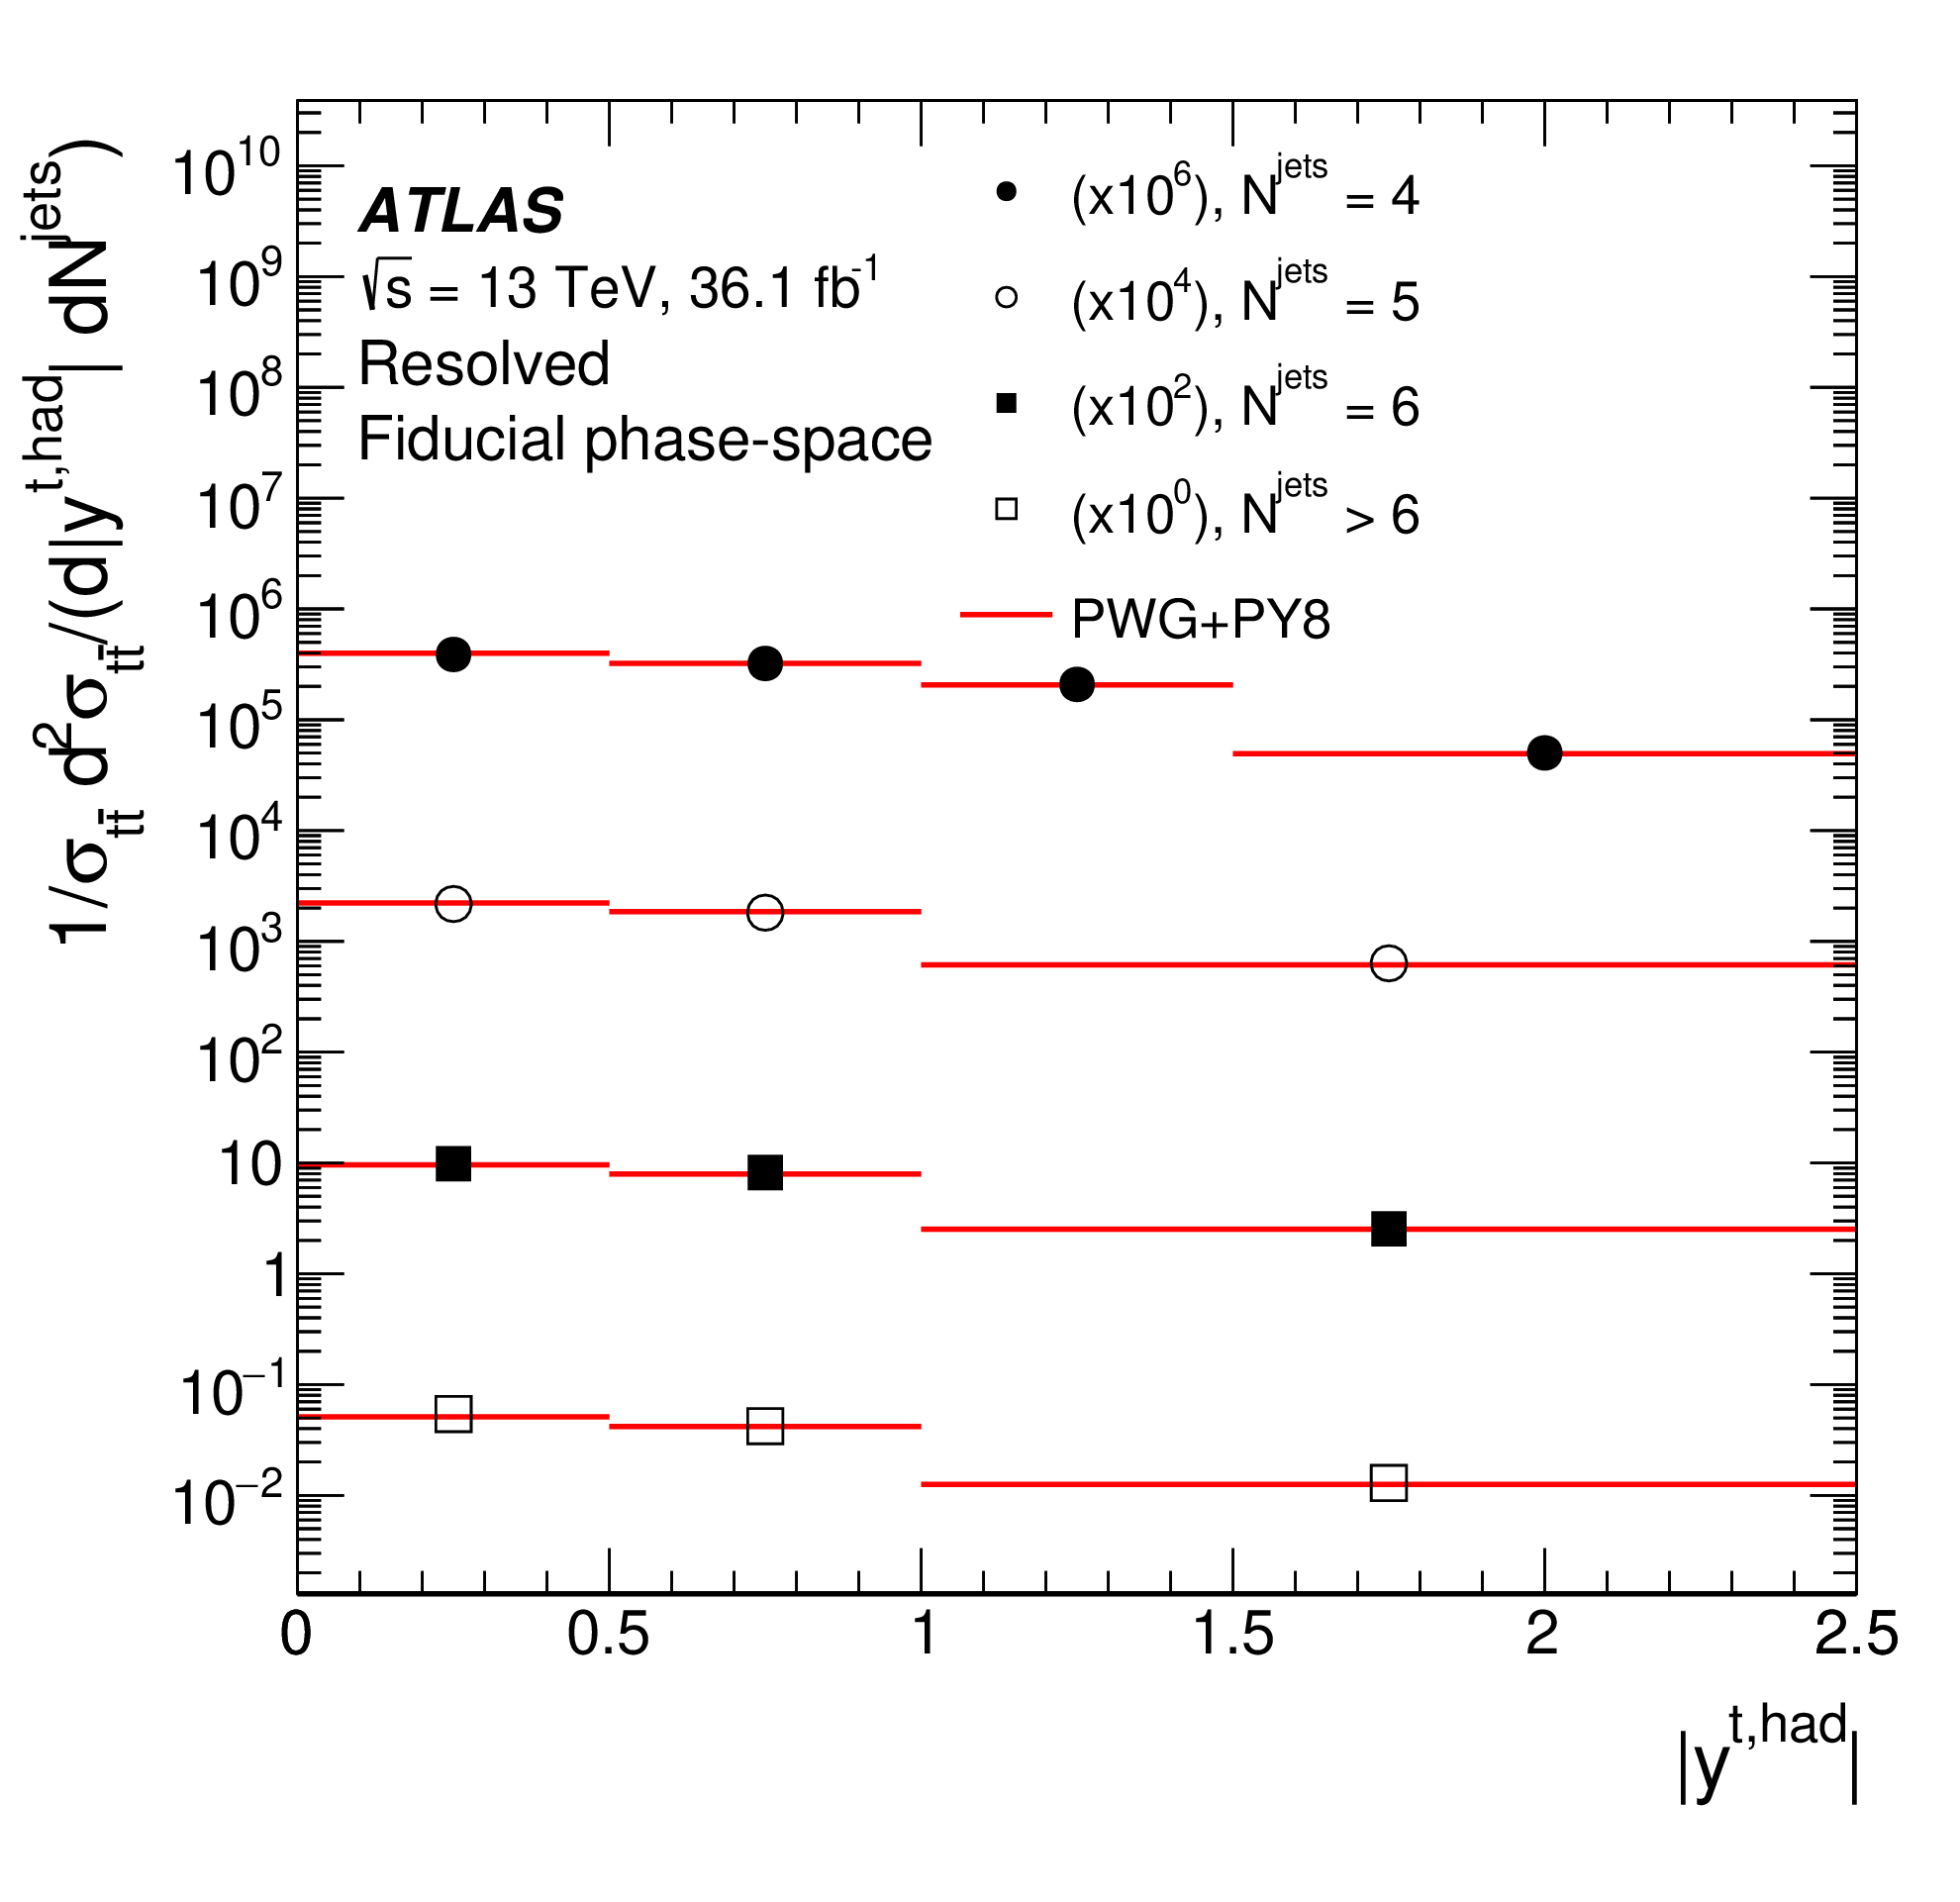 1/σ_tt̄ d²σ_tt̄/(d|y^t,had| dN^jets)
10^10
10^9
10^8
10^7
10^6
10^5
10^4
10^3
10^2
10
1
10^−1
10^−2
ATLAS
√s = 13 TeV, 36.1 fb^-1
Resolved
Fiducial phase-space
(x10^6), N^jets = 4
(x10^4), N^jets = 5
(x10^2), N^jets = 6
(x10^0), N^jets > 6
PWG+PY8
0 0.5 1 1.5 2 2.5
|y^t,had|